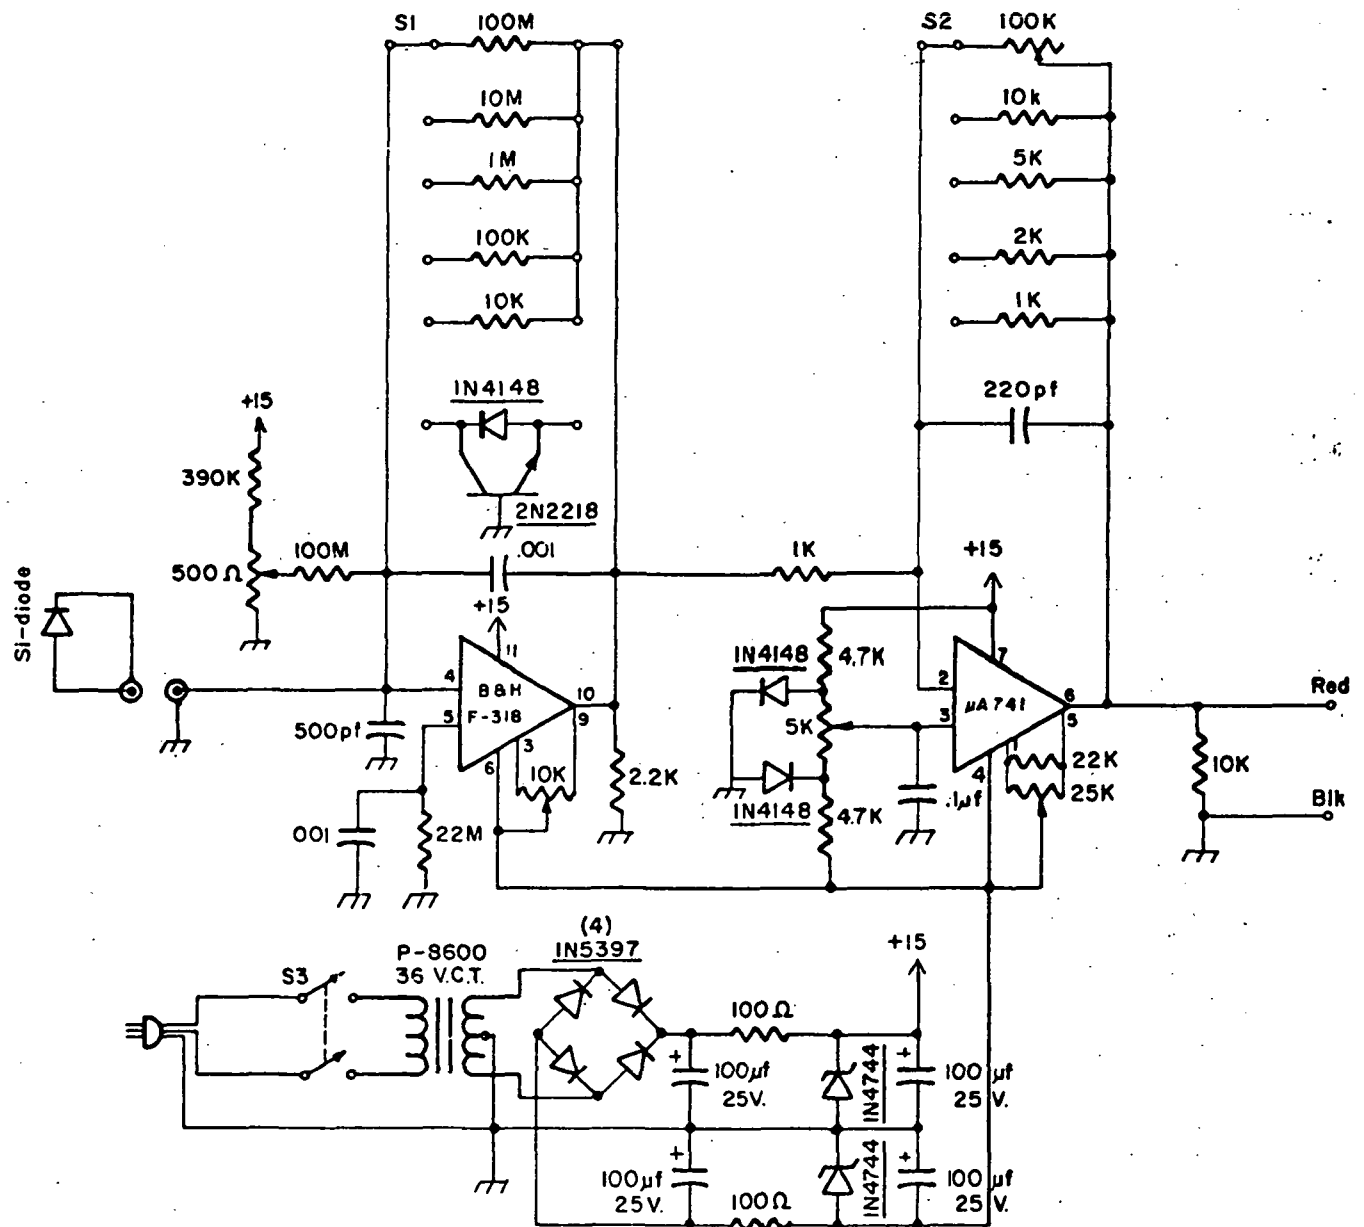 S1
100M
10M
1M
100K
10K
1N4148
2N2218
.001
+15
390K
500Ω
100M
Si-diode
500pf
+15
11
4
B&H
10
5
F-318
9
3
6
10K
2.2K
001
22M
S2
100K
10k
5K
2K
1K
220pf
1K
+15
1N4148
4.7K
5K
1N4148
4.7K
7
2
μA741
6
3
5
1
4
22K
25K
.1μf
Red
10K
Blk
S3
P-8600
36 V.C.T.
(4)
1N5397
100Ω
+15
+
100μf
25V.
1N4744
+
100 μf
25 V.
+
100μf
25V.
100Ω
1N4744
+
100 μf
25 V.